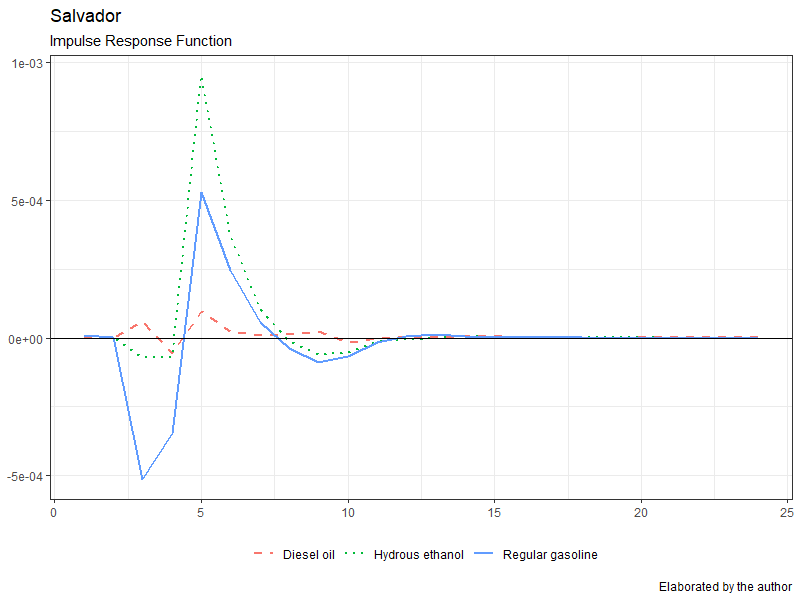 Salvador
Impulse Response Function
1e-03
5e-04
0e+00
-5e-04
0 5 10 15 20 25
Diesel oil Hydrous ethanol Regular gasoline
Elaborated by the author